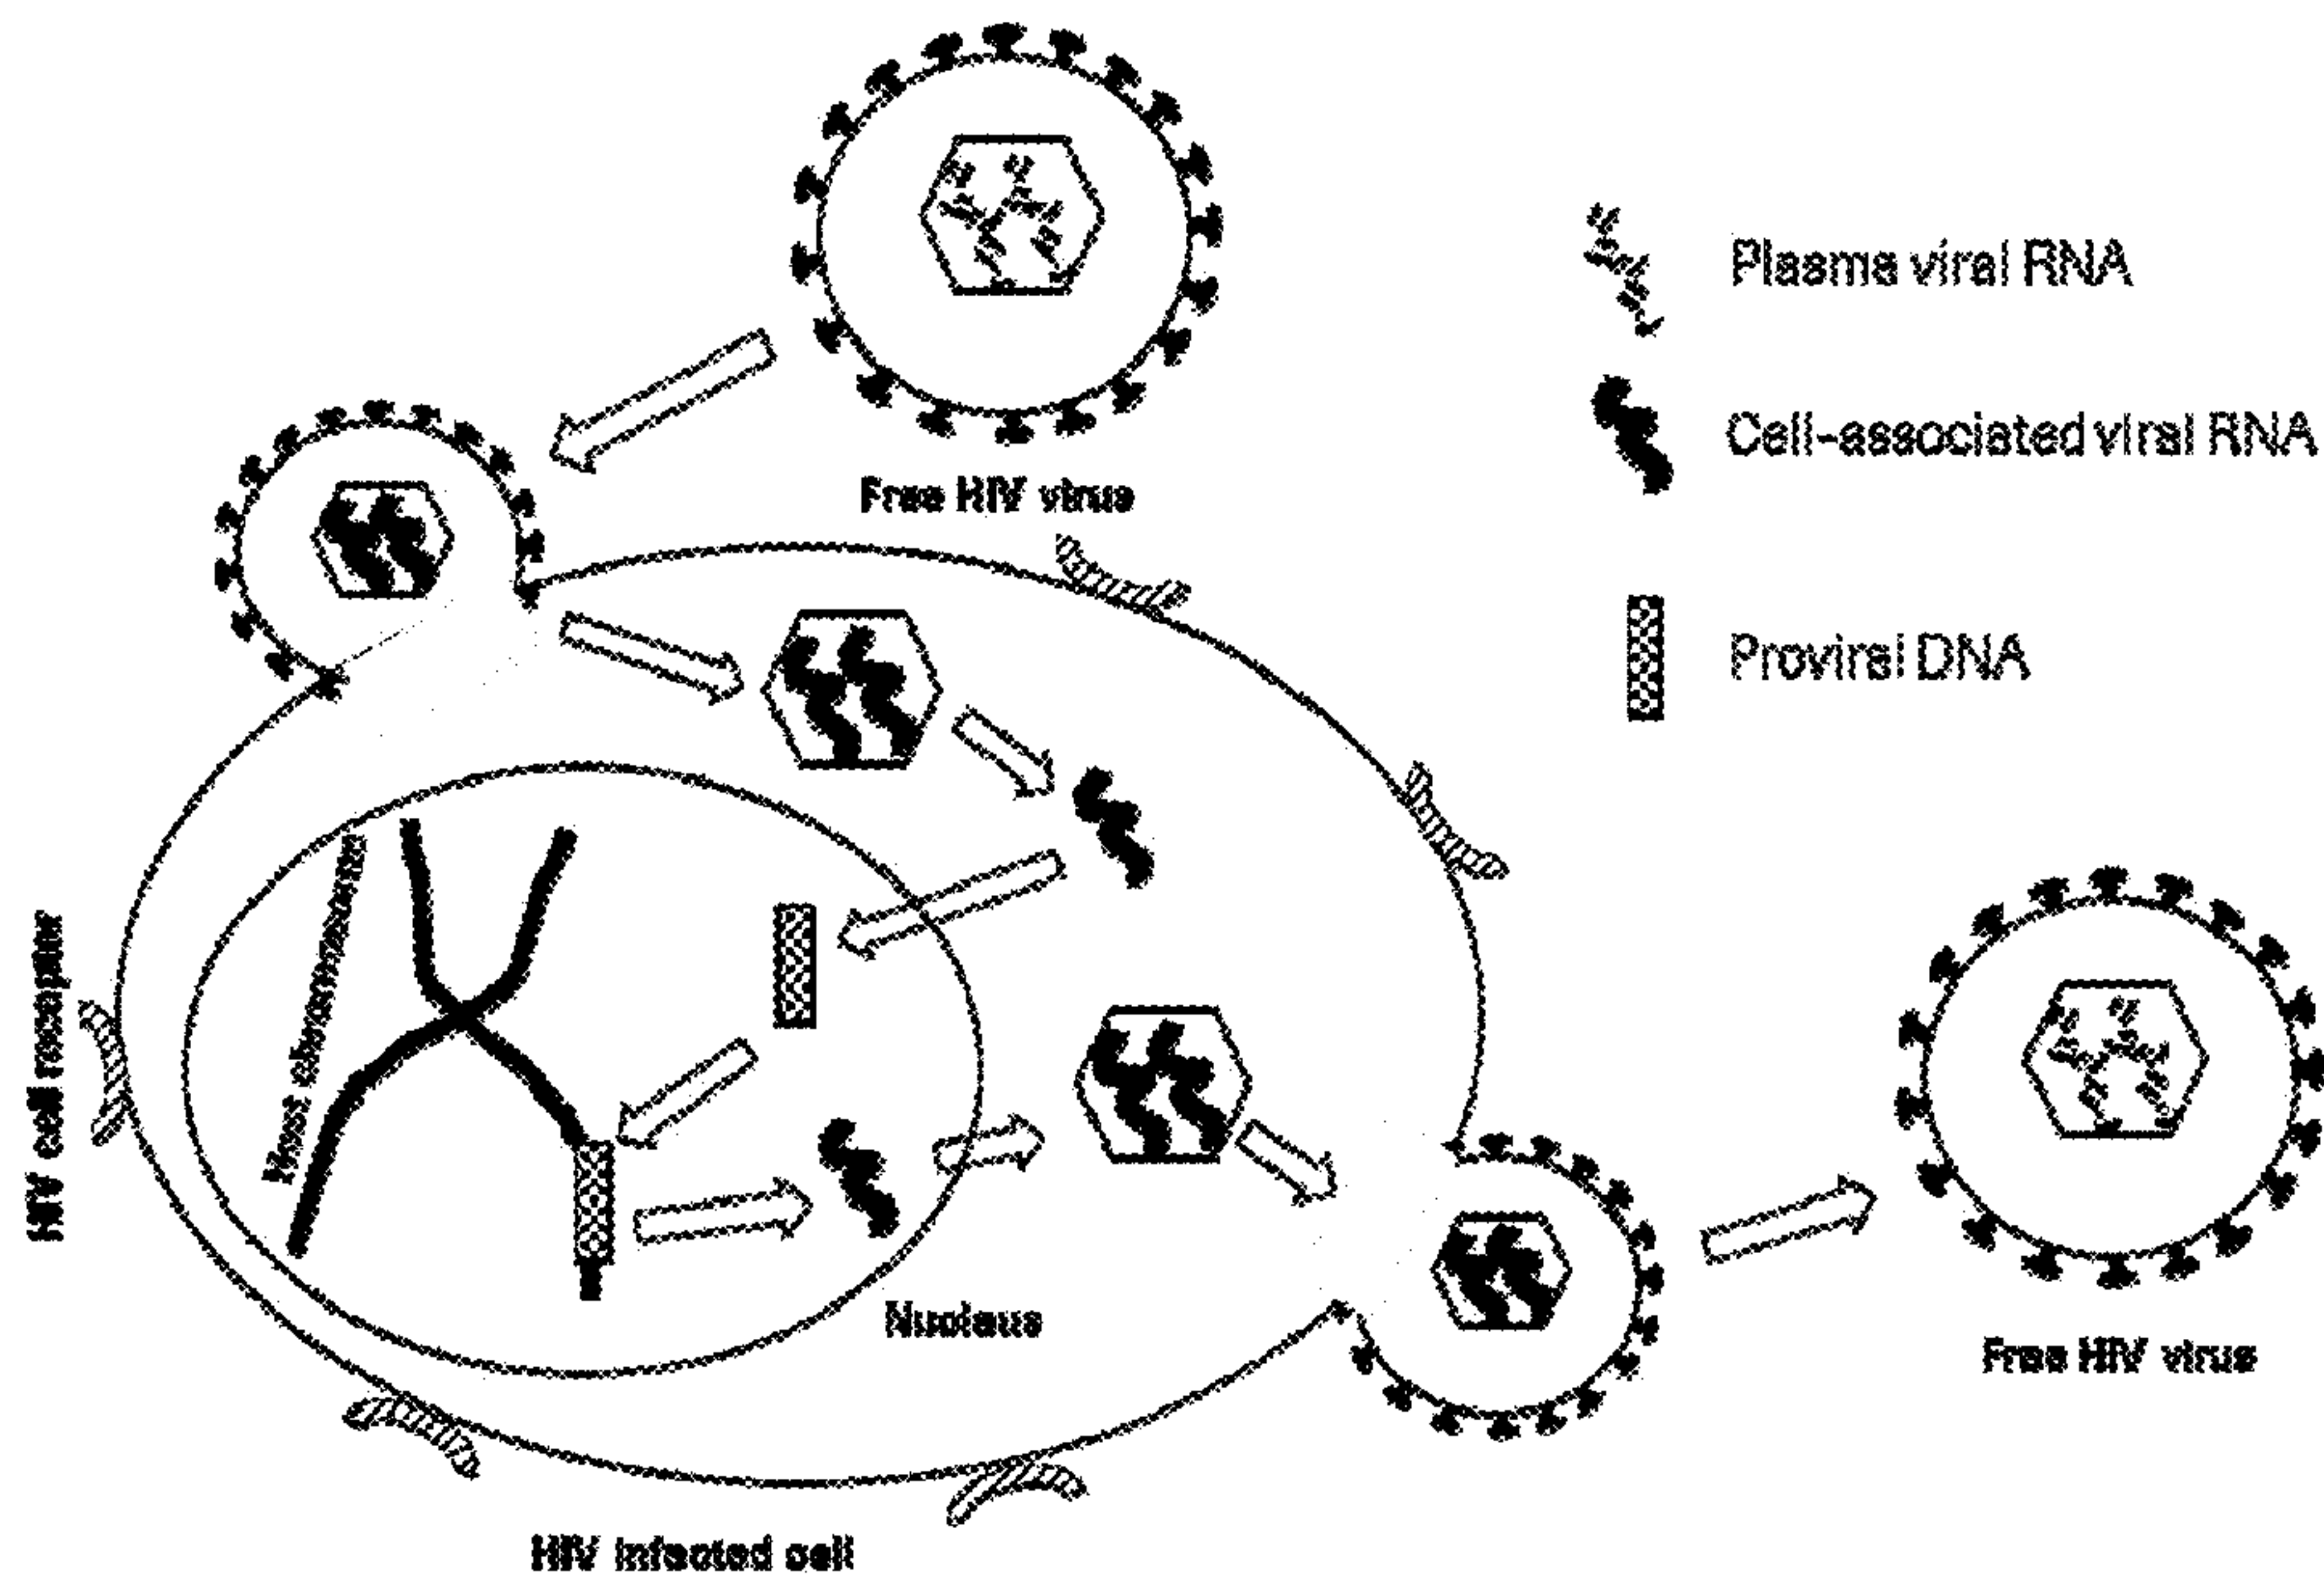 Plasma viral RNA
Free HIV virus
Cell-associated viral RNA
Proviral DNA
Host chromosome
HIV cell receptor
Nucleus
Free HIV virus
HIV infected cell